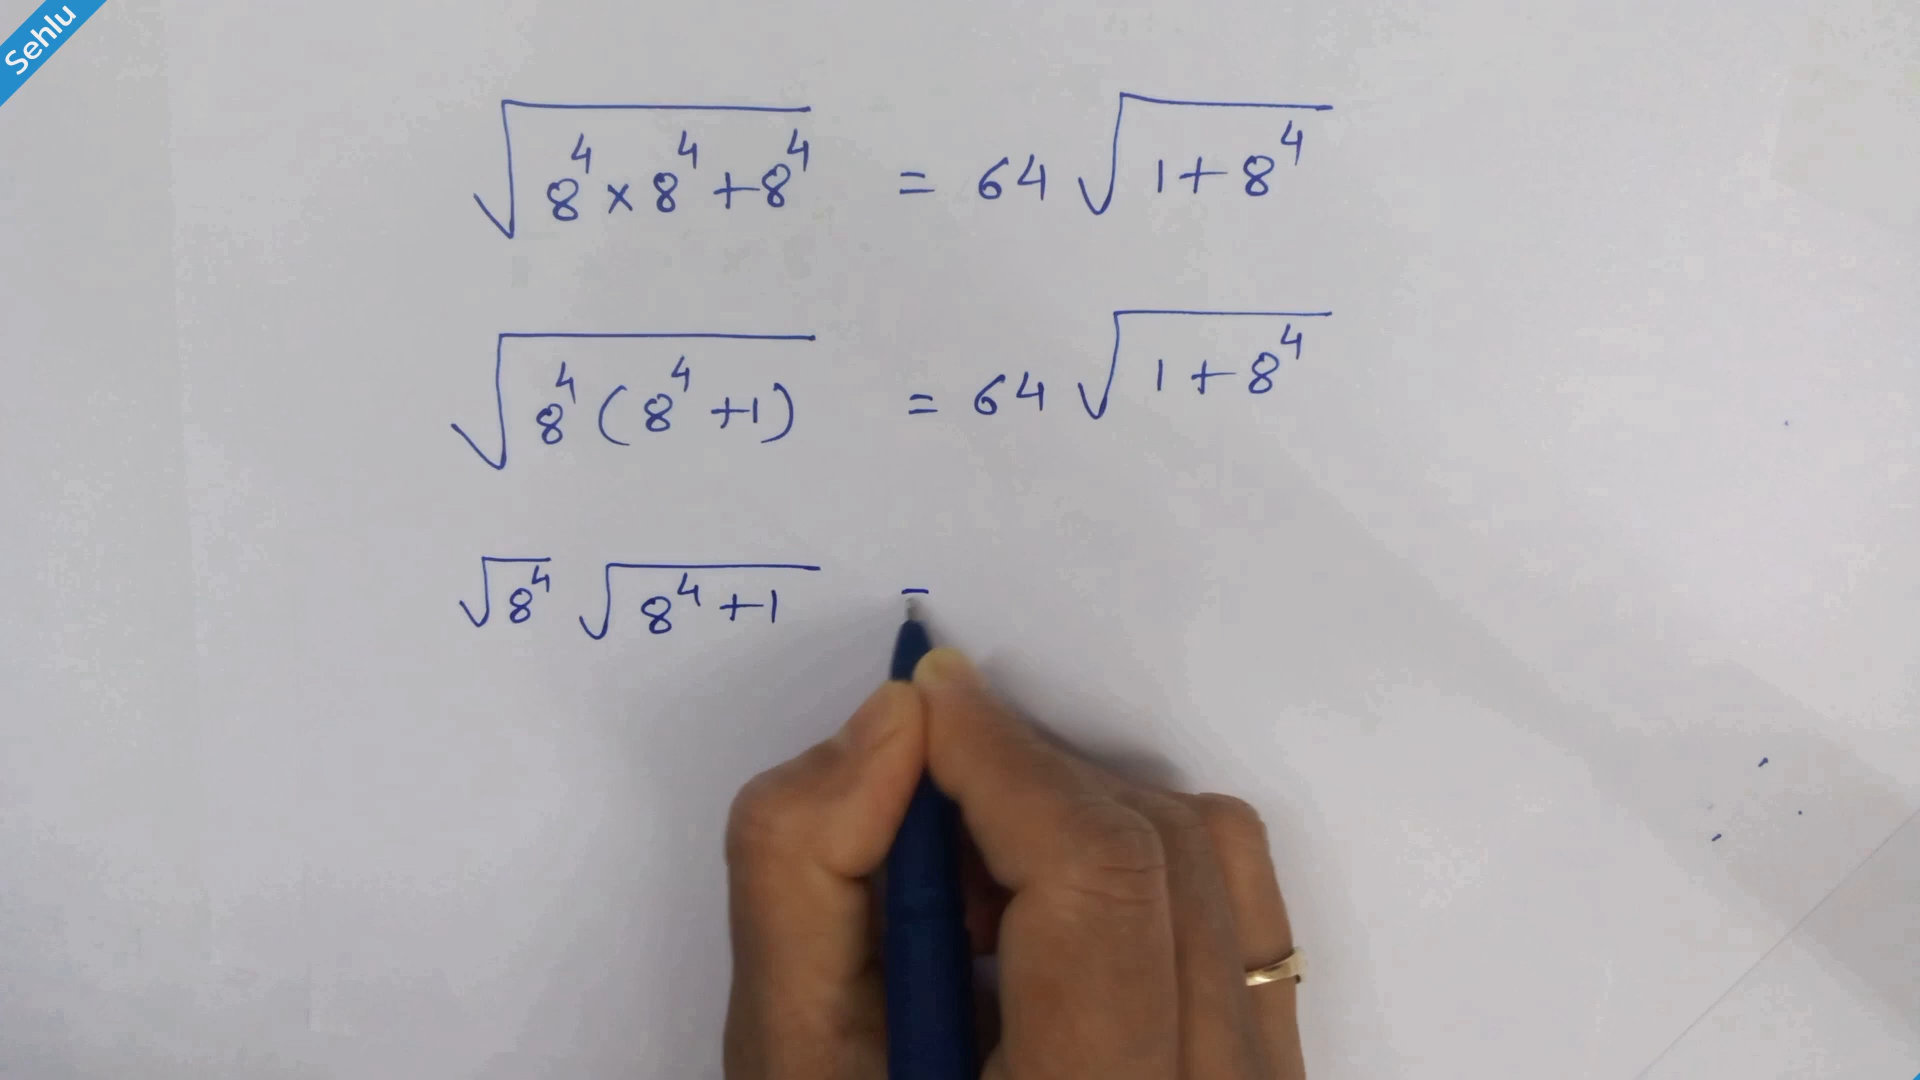 Sehlu
√(8⁴ × 8⁴ + 8⁴) = 64 √(1 + 8⁴)
√(8⁴ (8⁴ + 1)) = 64 √(1 + 8⁴)
√(8⁴) √(8⁴ + 1) -